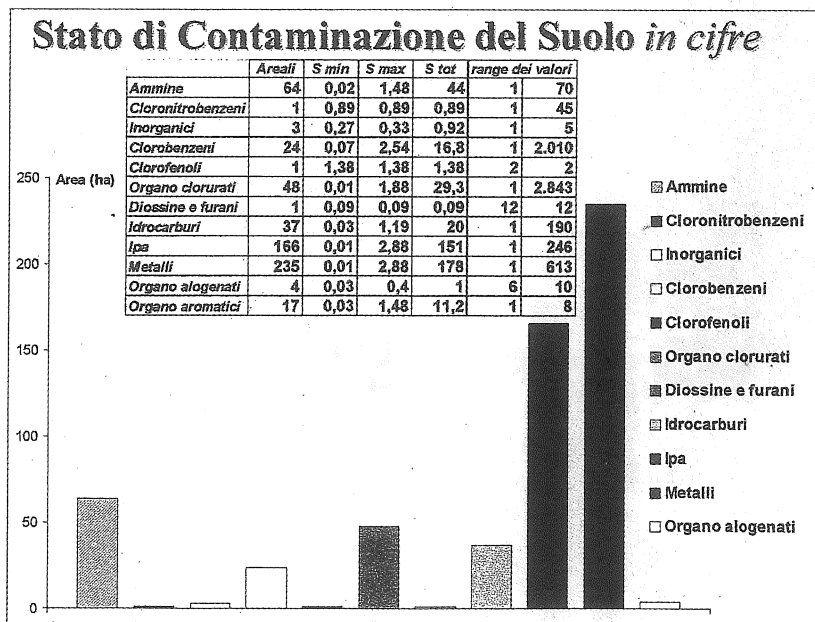 Stato di Contaminazione del Suolo in cifre
Areali S min S max S tot range dei valori
Ammine 64 0,02 1,48 44 1 70
Cloronitrobenzeni 1 0,89 0,89 0,89 1 45
Inorganici 3 0,27 0,33 0,92 1 5
Clorobenzeni 24 0,07 2,54 16,8 1 2.010
Clorofenoli 1 1,38 1,38 1,38 2 2
Organo clorurati 48 0,01 1,88 29,3 1 2.843
Diossine e furani 1 0,09 0,09 0,09 12 12
Idrocarburi 37 0,03 1,19 20 1 190
Ipa 166 0,01 2,88 151 1 246
Metalli 235 0,01 2,88 178 1 613
Organo alogenati 4 0,03 0,4 1 6 10
Organo aromatici 17 0,03 1,48 11,2 1 8
Area (ha)
250
200
150
100
50
0
Ammine
Cloronitrobenzeni
Inorganici
Clorobenzeni
Clorofenoli
Organo clorurati
Diossine e furani
Idrocarburi
Ipa
Metalli
Organo alogenati